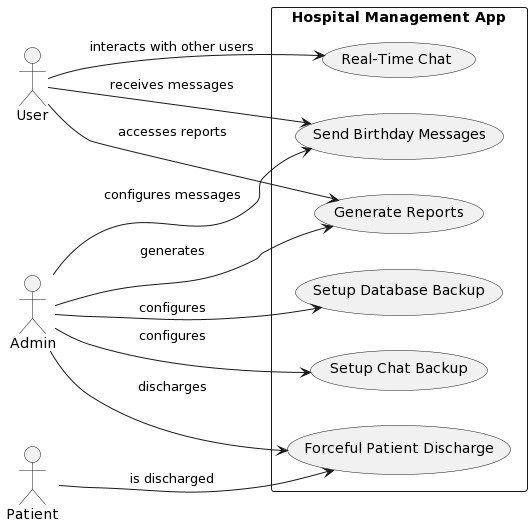 Hospital Management App
interacts with other users
Real-Time Chat
receives messages
User
accesses reports
Send Birthday Messages
configures messages
Generate Reports
generates
Setup Database Backup
configures
Admin
configures
Setup Chat Backup
discharges
Forceful Patient Discharge
is discharged
Patient